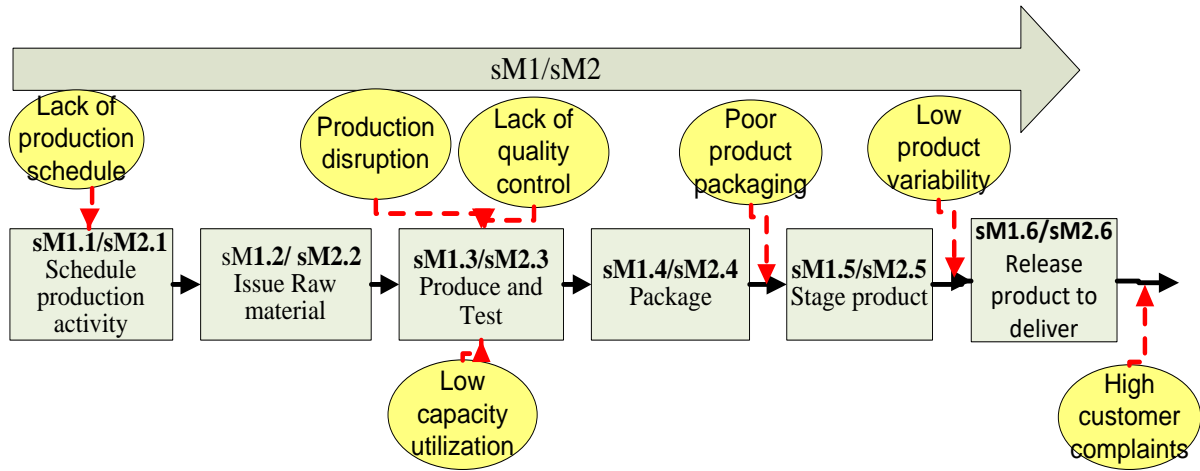 sM1/sM2
Lack of
production
schedule
Production
disruption
Lack of
quality
control
Poor
product
packaging
Low
product
variability
sM1.1/sM2.1
Schedule
production
activity
sM1.2/ sM2.2
Issue Raw
material
sM1.3/sM2.3
Produce and
Test
sM1.4/sM2.4
Package
sM1.5/sM2.5
Stage product
sM1.6/sM2.6
Release
product to
deliver
Low
capacity
utilization
High
customer
complaints